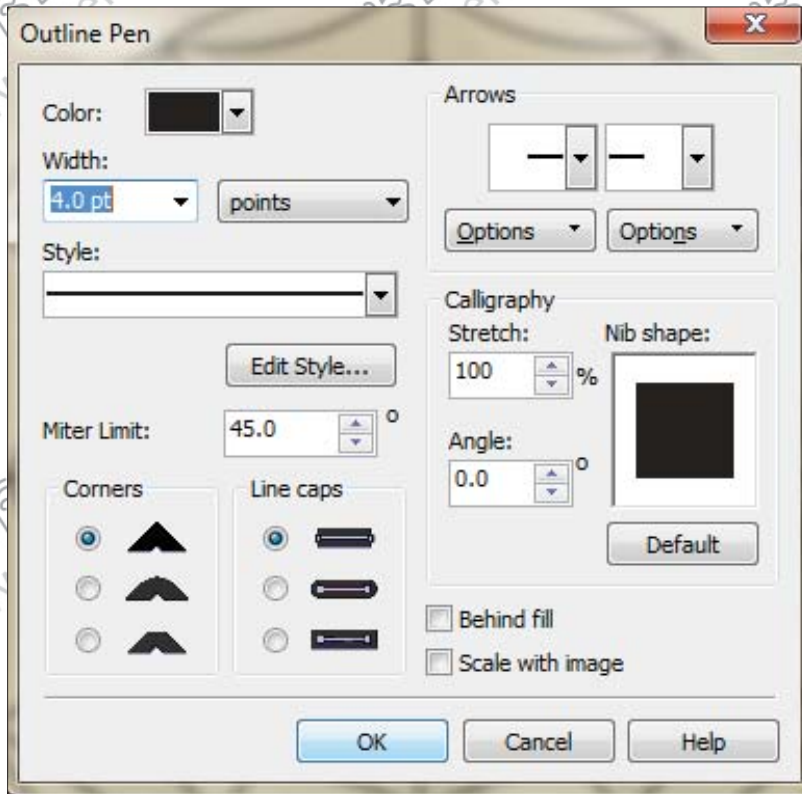 Outline Pen
Color:
Width:
4.0 pt
points
Style:
Edit Style...
Miter Limit:
45.0
o
Corners
Line caps
Arrows
Options
Options
Calligraphy
Stretch:
Nib shape:
100
%
Angle:
0.0
o
Default
Behind fill
Scale with image
OK
Cancel
Help